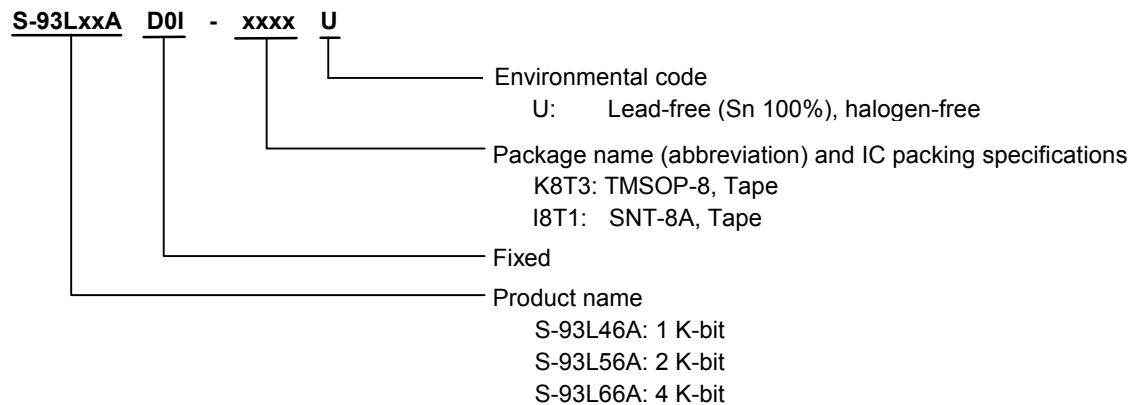 S-93LxxA D0I - xxxx U
Environmental code
U: Lead-free (Sn 100%), halogen-free
Package name (abbreviation) and IC packing specifications
K8T3: TMSOP-8, Tape
I8T1: SNT-8A, Tape
Fixed
Product name
S-93L46A: 1 K-bit
S-93L56A: 2 K-bit
S-93L66A: 4 K-bit